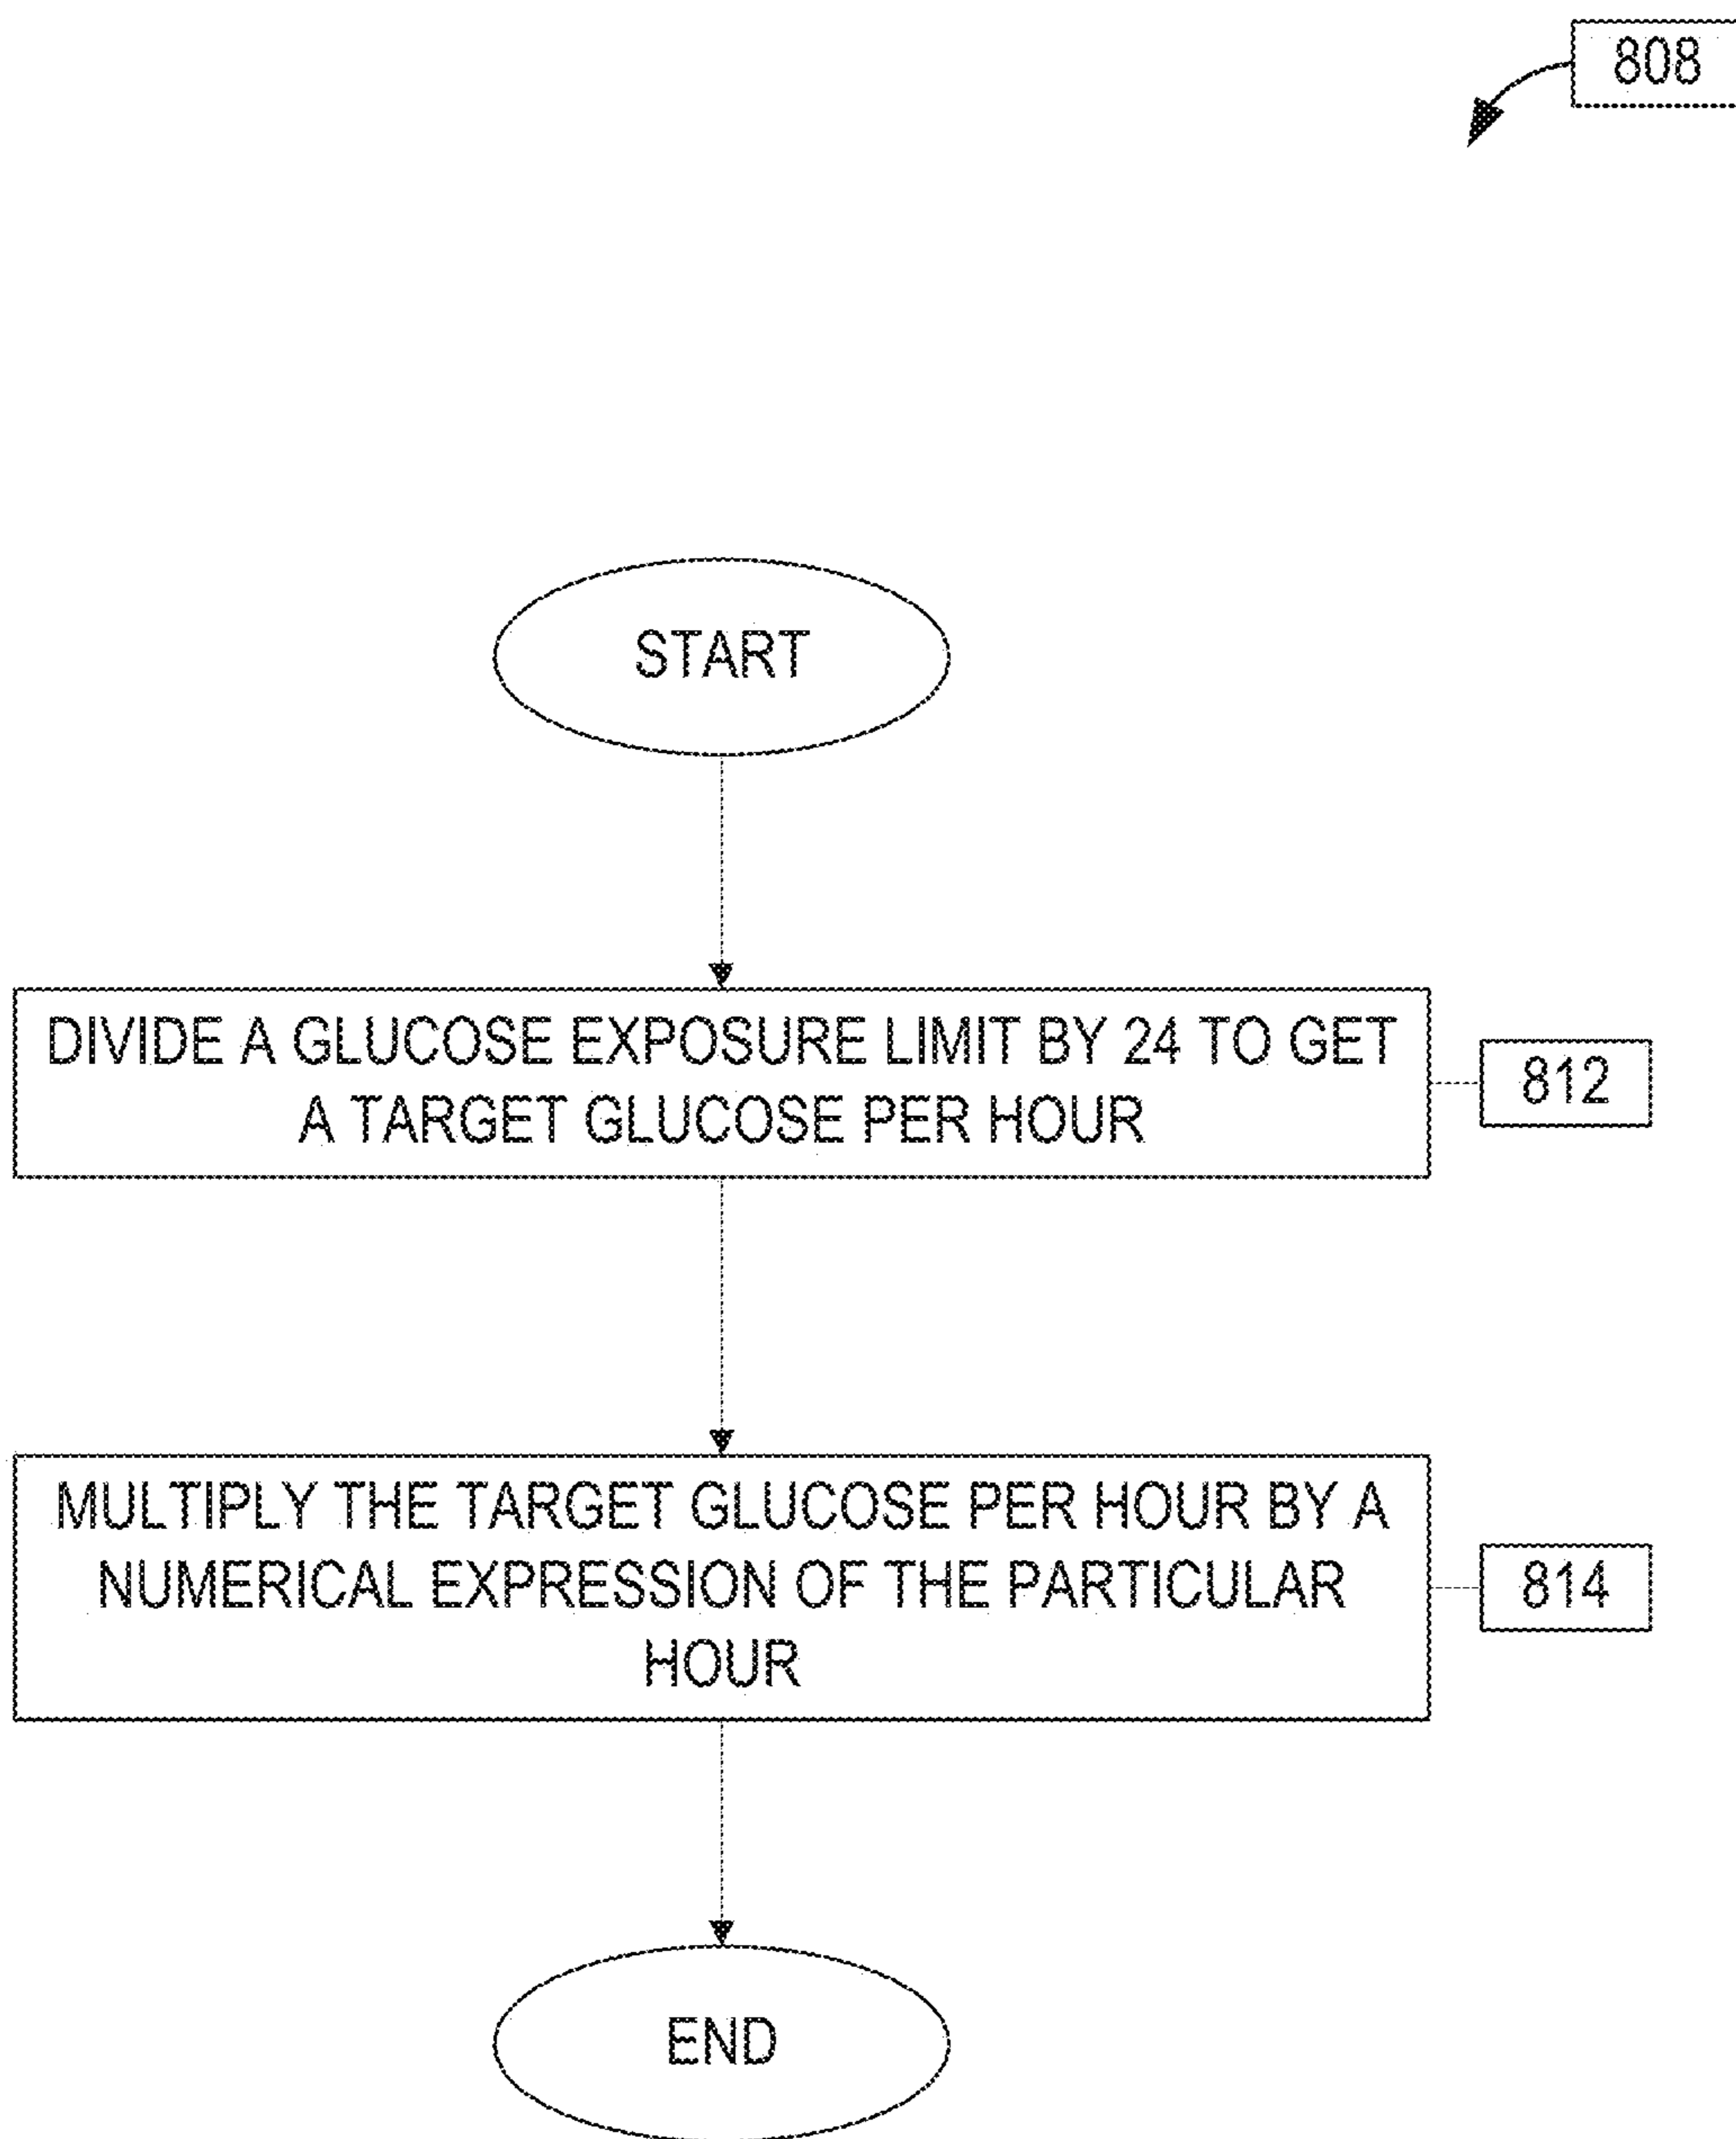 808
START
DIVIDE A GLUCOSE EXPOSURE LIMIT BY 24 TO GET
A TARGET GLUCOSE PER HOUR
812
MULTIPLY THE TARGET GLUCOSE PER HOUR BY A
NUMERICAL EXPRESSION OF THE PARTICULAR
HOUR
814
END